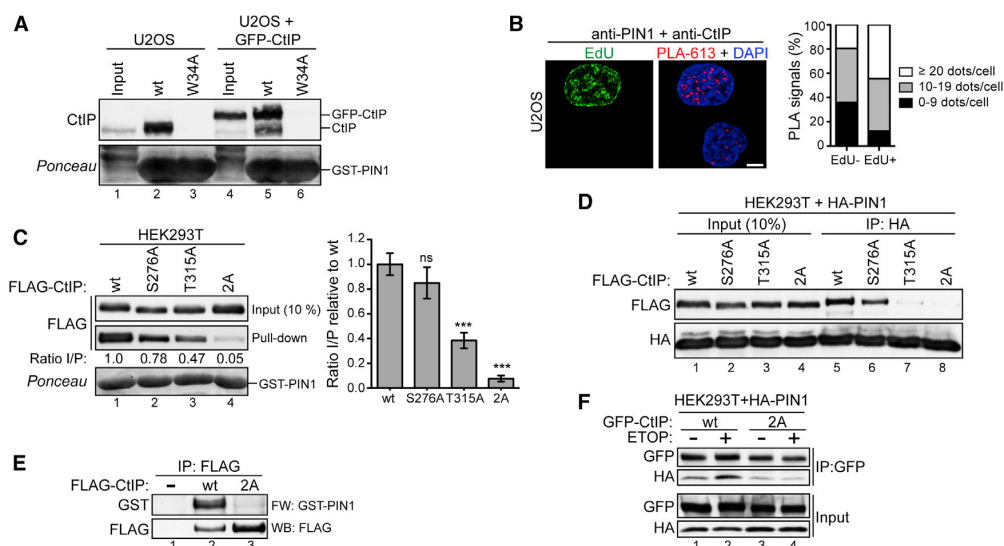 A
U2OS
U2OS +
GFP-CtIP
Input
wt
W34A
Input
wt
W34A
CtIP
GFP-CtIP
CtIP
Ponceau
GST-PIN1
1 2 3 4 5 6
B
anti-PIN1 + anti-CtIP
EdU
PLA-613 + DAPI
U2OS
PLA signals (%)
100
80
60
40
20
0
EdU- EdU+
≥ 20 dots/cell
10-19 dots/cell
0-9 dots/cell
C
HEK293T
FLAG-CtIP:
wt
S276A
T315A
2A
FLAG
Input (10 %)
Pull-down
Ratio I/P: 1.0 0.78 0.47 0.05
Ponceau
GST-PIN1
1 2 3 4
Ratio I/P relative to wt
1.2
1.0
0.8
0.6
0.4
0.2
0.0
ns
***
***
wt S276A T315A 2A
D
HEK293T + HA-PIN1
Input (10%) IP: HA
FLAG-CtIP:
wt
S276A
T315A
2A
wt
S276A
T315A
2A
FLAG
HA
1 2 3 4 5 6 7 8
E
IP: FLAG
FLAG-CtIP: – wt 2A
GST
FW: GST-PIN1
FLAG
WB: FLAG
1 2 3
F
HEK293T+HA-PIN1
GFP-CtIP: wt 2A
ETOP: – + – +
GFP
HA
IP:GFP
GFP
HA
Input
1 2 3 4